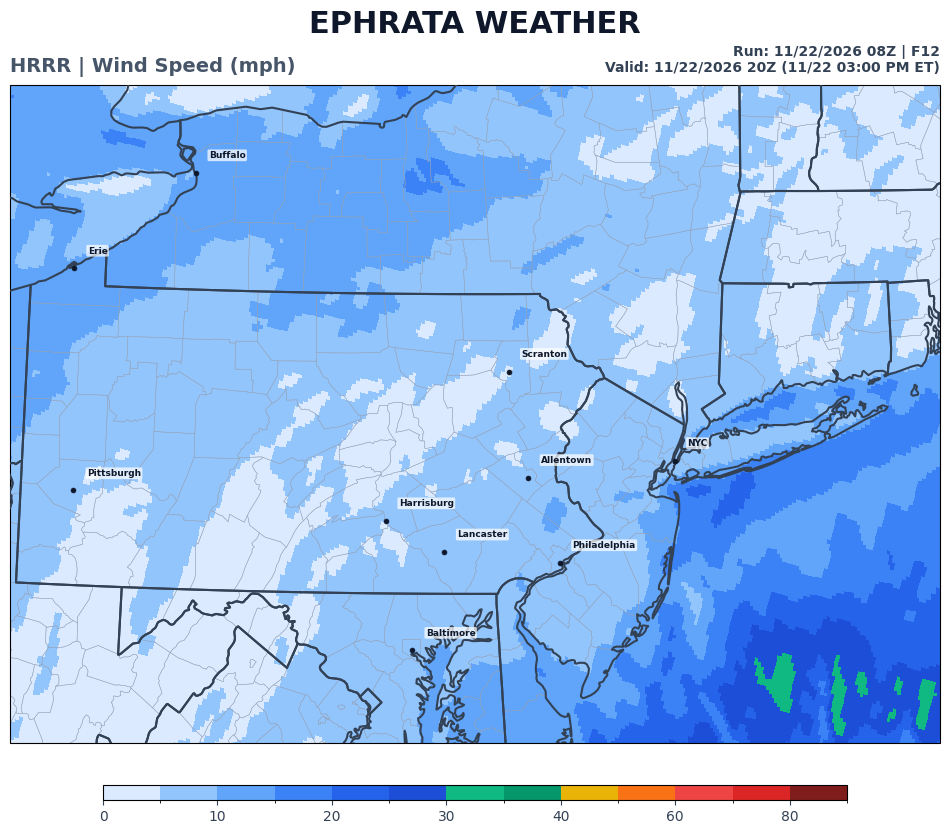 EPHRATA WEATHER
HRRR | Wind Speed (mph)
Run: 11/22/2026 08Z | F12
Valid: 11/22/2026 20Z (11/22 03:00 PM ET)
Buffalo
Erie
Scranton
NYC
Allentown
Pittsburgh
Harrisburg
Lancaster
Philadelphia
Baltimore
0 10 20 30 40 50 60 70 80